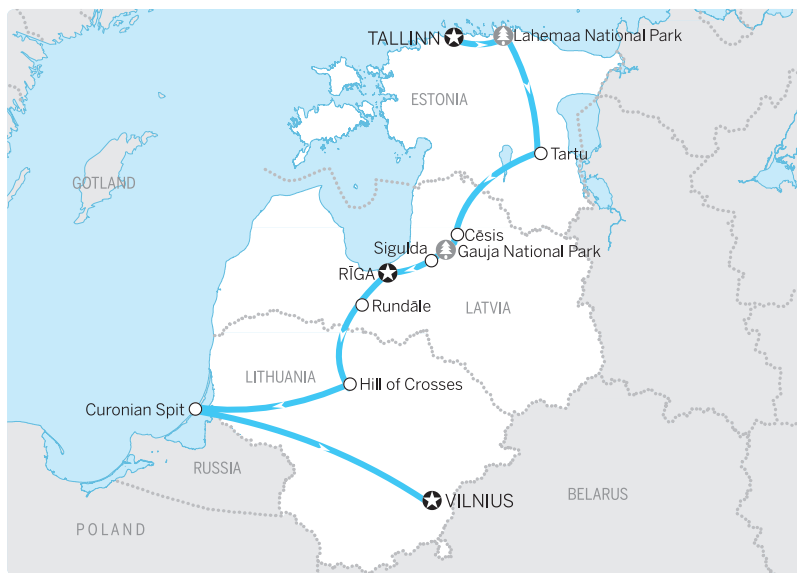 TALLINN
Lahemaa National Park
ESTONIA
Tartu
GOTLAND
Cēsis
Sigulda
Gauja National Park
RĪGA
Rundāle
LATVIA
LITHUANIA
Hill of Crosses
Curonian Spit
RUSSIA
VILNIUS
BELARUS
POLAND